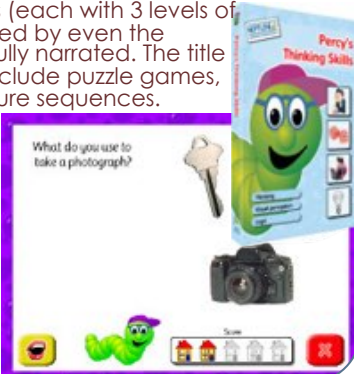 (each with 3 levels of
ed by even the
ully narrated. The title
clude puzzle games,
ure sequences.
Percy's
Thinking Skills
What do you use to
take a photograph?
Score